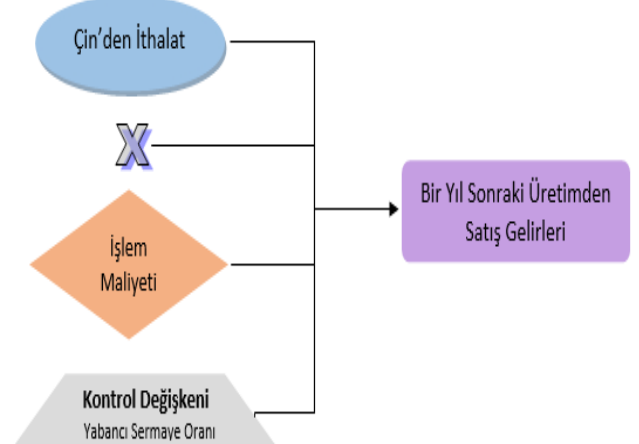 Çin'den İthalat
X
İşlem
Maliyeti
Kontrol Değişkeni
Yabancı Sermaye Oranı
Bir Yıl Sonraki Üretimden
Satış Gelirleri